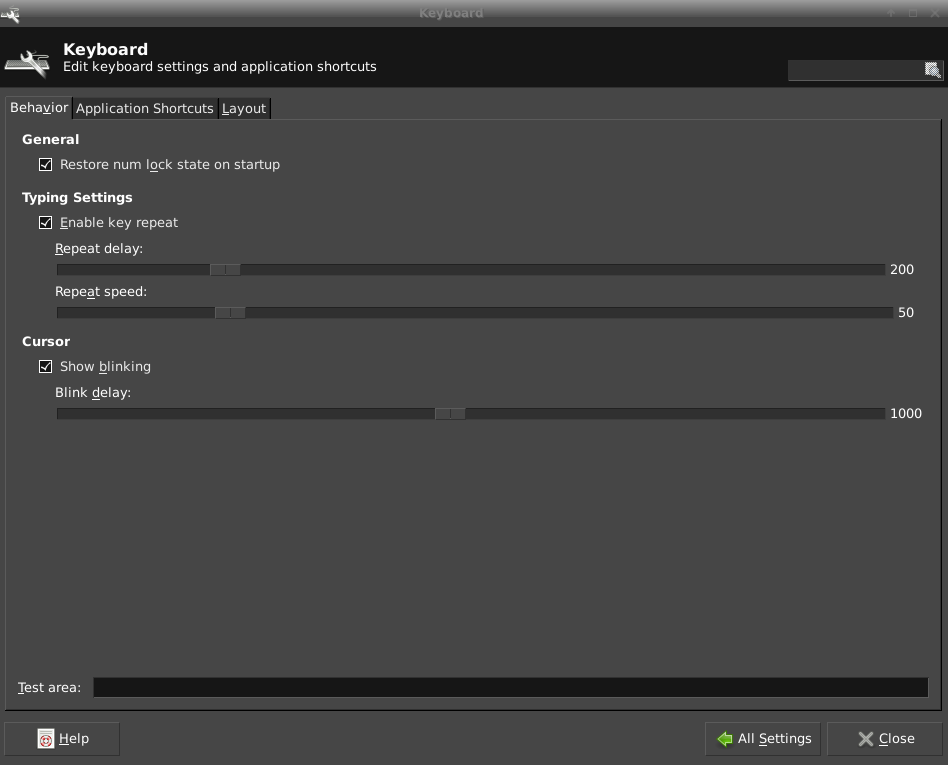 Keyboard
Keyboard
Edit keyboard settings and application shortcuts
Behavior Application Shortcuts Layout
General
Restore num lock state on startup
Typing Settings
Enable key repeat
Repeat delay:
200
Repeat speed:
50
Cursor
Show blinking
Blink delay:
1000
Test area:
Help All Settings Close